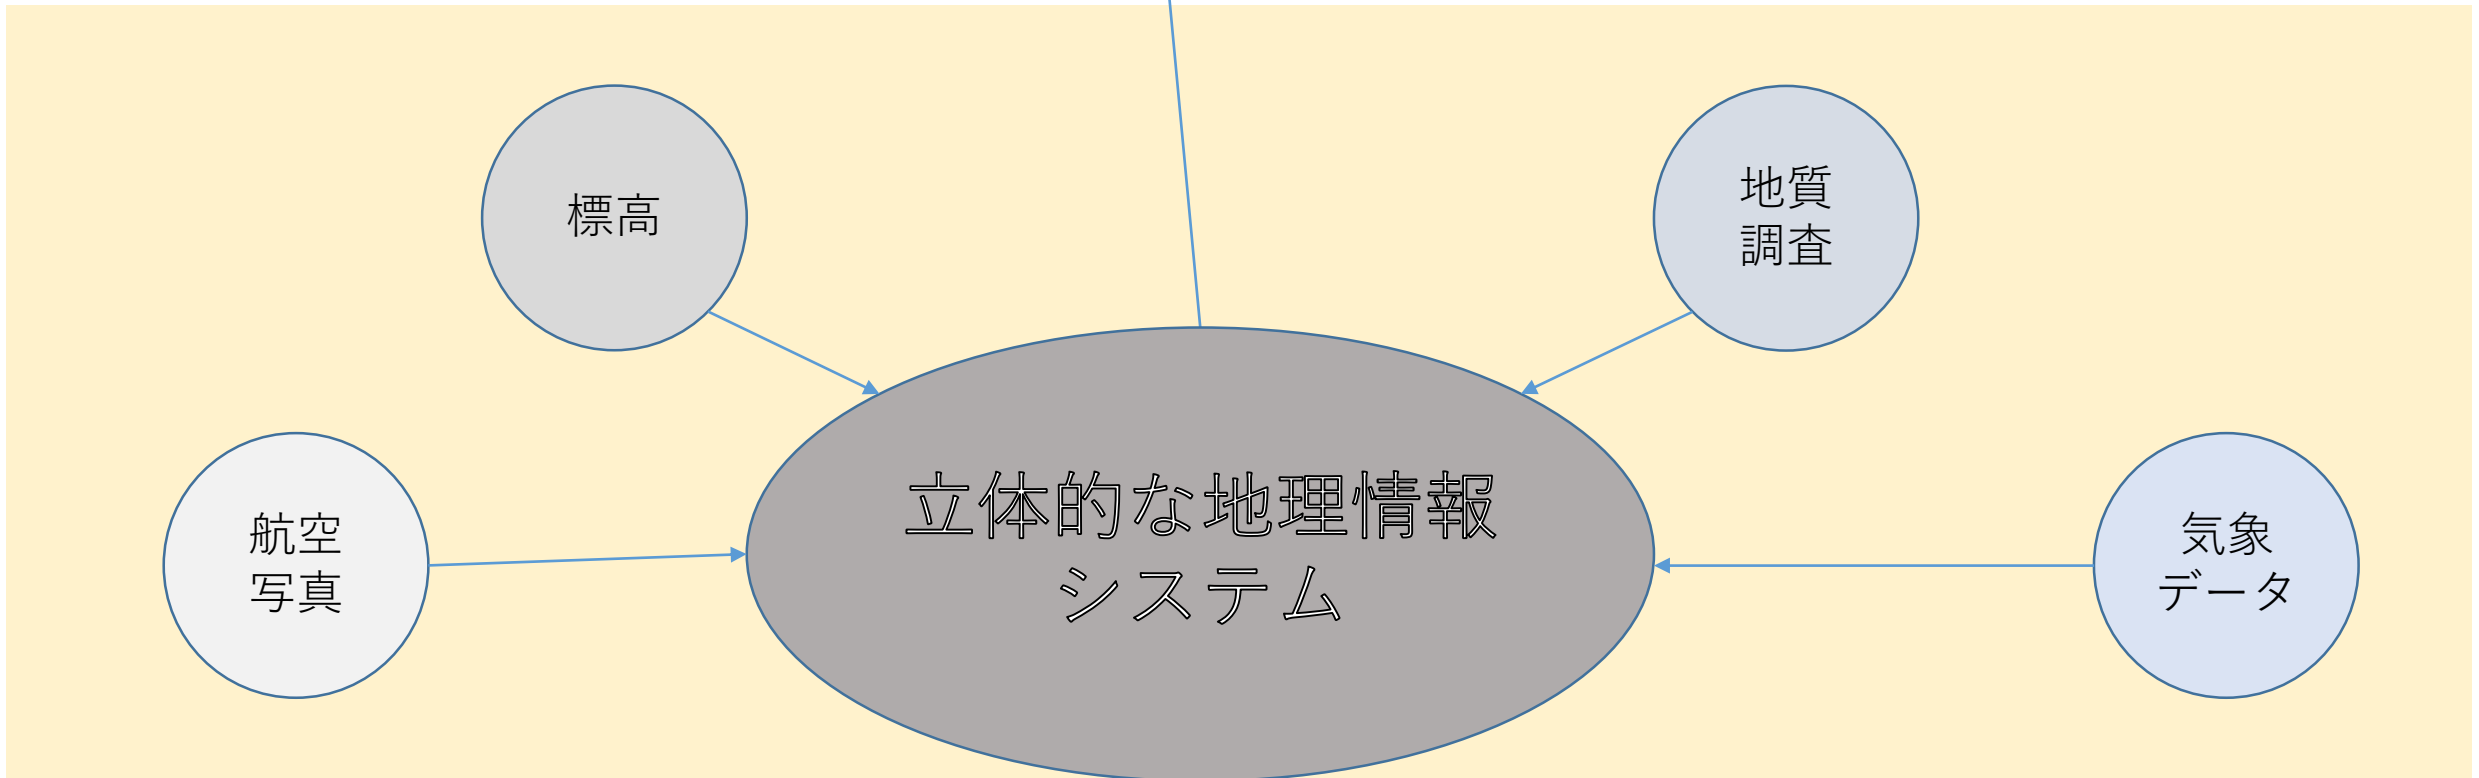 標高
地質
調査
航空
写真
立体的な地理情報
システム
気象
データ